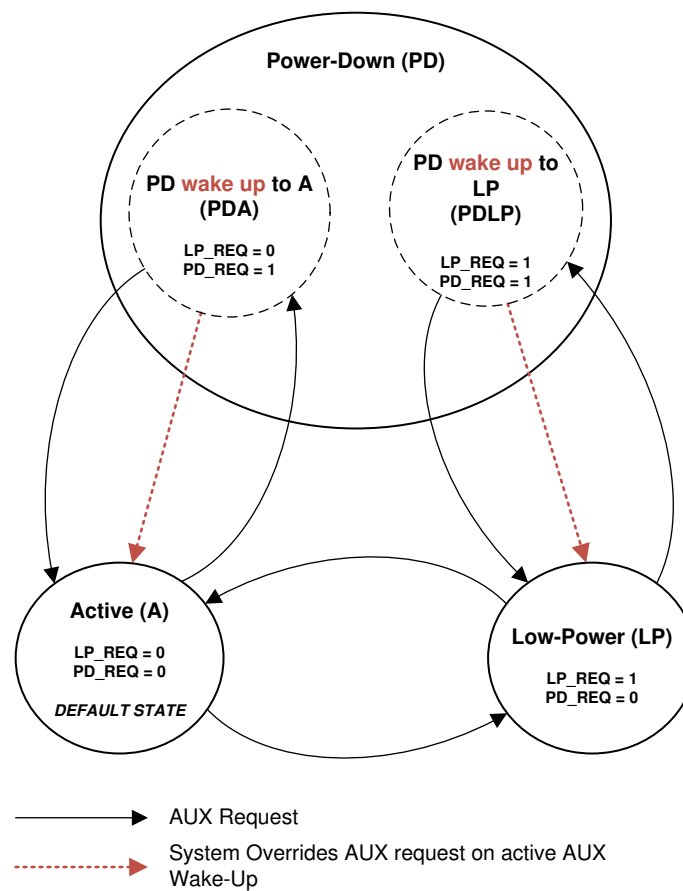 Power-Down (PD)
PD wake up to A
(PDA)
LP_REQ = 0
PD_REQ = 1
PD wake up to
LP
(PDLP)
LP_REQ = 1
PD_REQ = 1
Active (A)
LP_REQ = 0
PD_REQ = 0
DEFAULT STATE
Low-Power (LP)
LP_REQ = 1
PD_REQ = 0
AUX Request
System Overrides AUX request on active AUX
Wake-Up